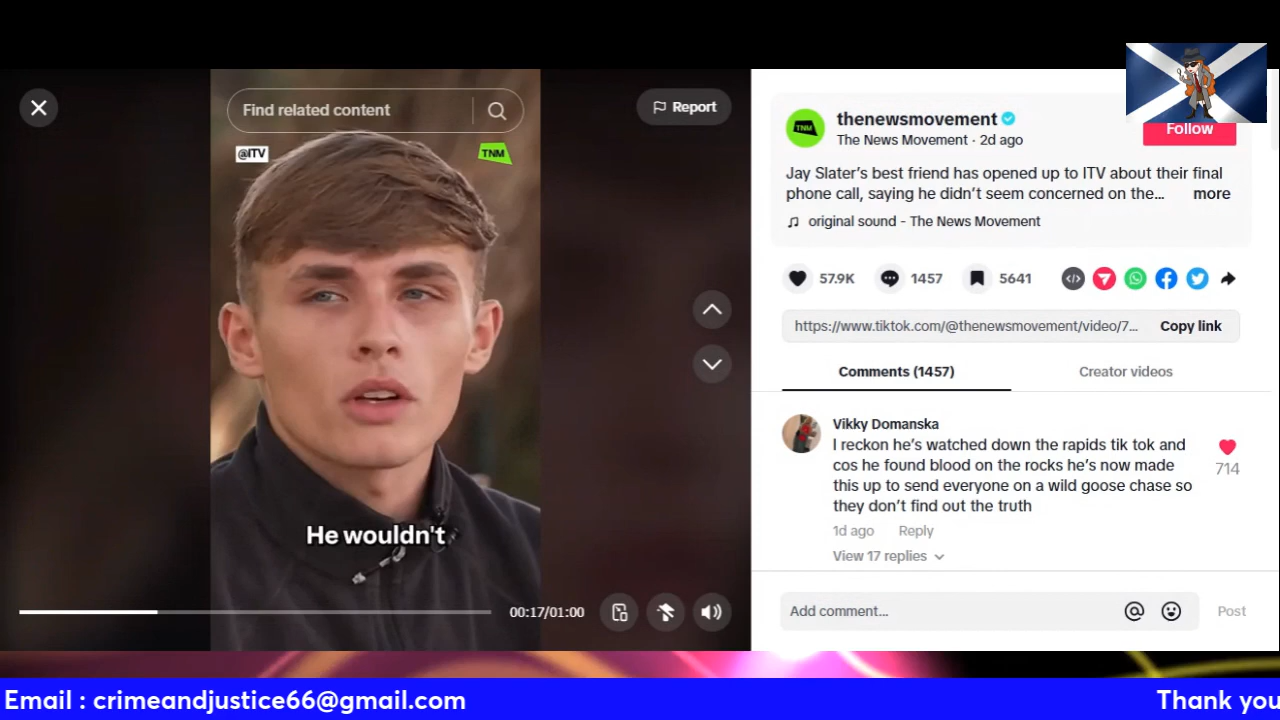 Find related content
Report
@ITV
TNM
He wouldn't
00:17/01:00
TNM
thenewsmovement
The News Movement · 2d ago
Follow
Jay Slater's best friend has opened up to ITV about their final
phone call, saying he didn't seem concerned on the... more
original sound - The News Movement
57.9K 1457 5641
https://www.tiktok.com/@thenewsmovement/video/7... Copy link
Comments (1457) Creator videos
Vikky Domanska
I reckon he's watched down the rapids tik tok and
cos he found blood on the rocks he's now made
this up to send everyone on a wild goose chase so
they don't find out the truth
714
1d ago Reply
View 17 replies
Add comment... Post
Email : crimeandjustice66@gmail.com Thank you